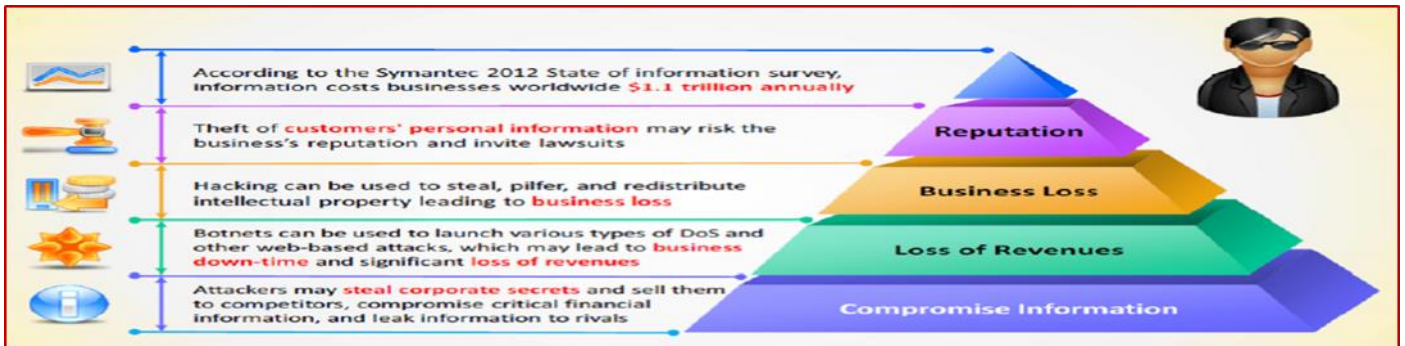 According to the Symantec 2012 State of information survey,
information costs businesses worldwide $1.1 trillion annually
Theft of customers' personal information may risk the
business's reputation and invite lawsuits
Reputation
Hacking can be used to steal, pilfer, and redistribute
intellectual property leading to business loss
Business Loss
Botnets can be used to launch various types of DoS and
other web-based attacks, which may lead to business
down-time and significant loss of revenues
Loss of Revenues
Attackers may steal corporate secrets and sell them
to competitors, compromise critical financial
information, and leak information to rivals
Compromise Information